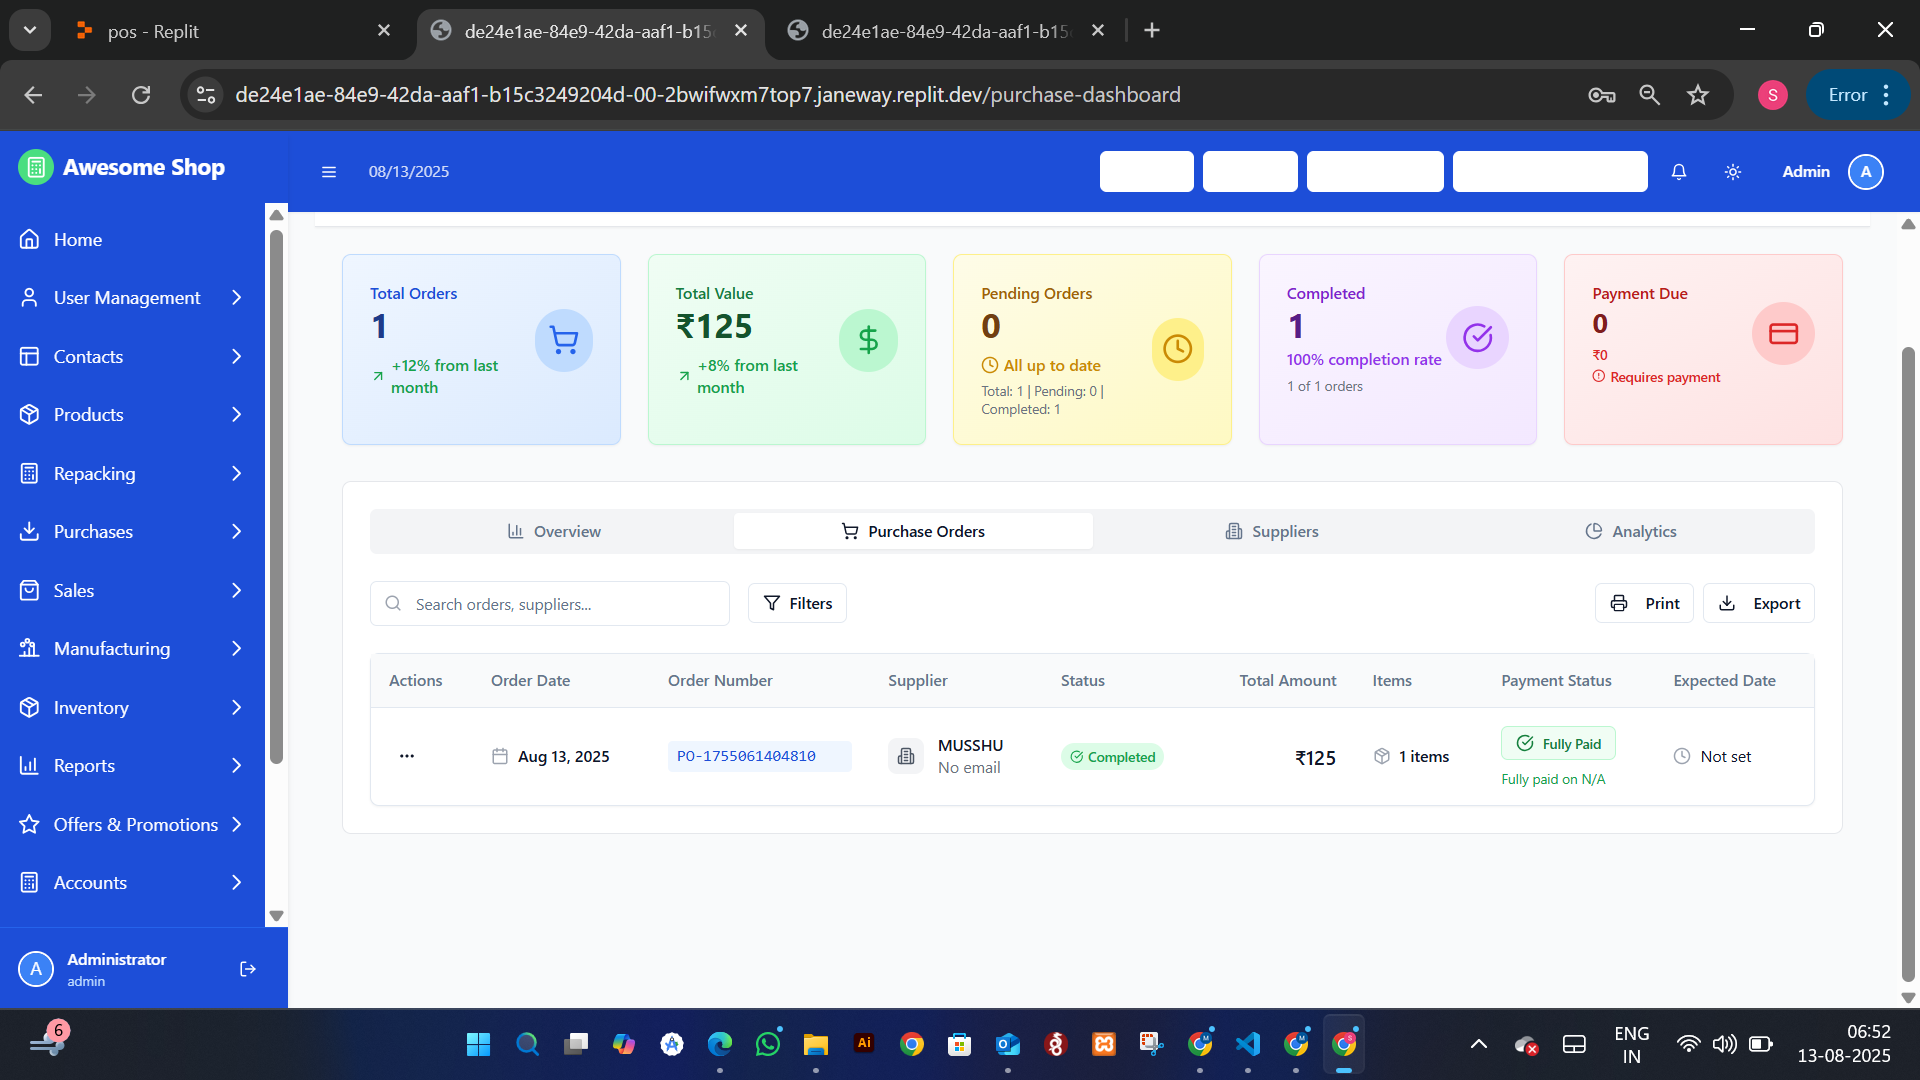 pos - Replit
de24e1ae-84e9-42da-aaf1-b15
de24e1ae-84e9-42da-aaf1-b15
de24e1ae-84e9-42da-aaf1-b15c3249204d-00-2bwifwxm7top7.janeway.replit.dev/purchase-dashboard
S
Error
Awesome Shop
08/13/2025
Admin
A
Home
User Management
Contacts
Products
Repacking
Purchases
Sales
Manufacturing
Inventory
Reports
Offers & Promotions
Accounts
A
Administrator
admin
Total Orders
1
+12% from last
month
Total Value
₹125
+8% from last
month
Pending Orders
0
All up to date
Total: 1 | Pending: 0 |
Completed: 1
Completed
1
100% completion rate
1 of 1 orders
Payment Due
0
₹0
Requires payment
Overview
Purchase Orders
Suppliers
Analytics
Search orders, suppliers...
Filters
Print
Export
Actions Order Date Order Number Supplier Status Total Amount Items Payment Status Expected Date
Aug 13, 2025
PO-1755061404810
MUSSHU
No email
Completed
₹125
1 items
Fully Paid
Fully paid on N/A
Not set
6
Ai
ENG
IN
06:52
13-08-2025